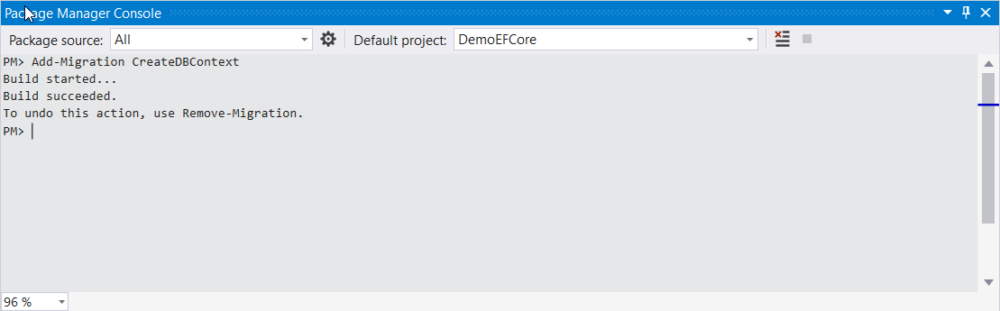 Package Manager Console
Package source: All Default project: DemoEFCore
PM> Add-Migration CreateDBContext
Build started...
Build succeeded.
To undo this action, use Remove-Migration.
PM>
96 %